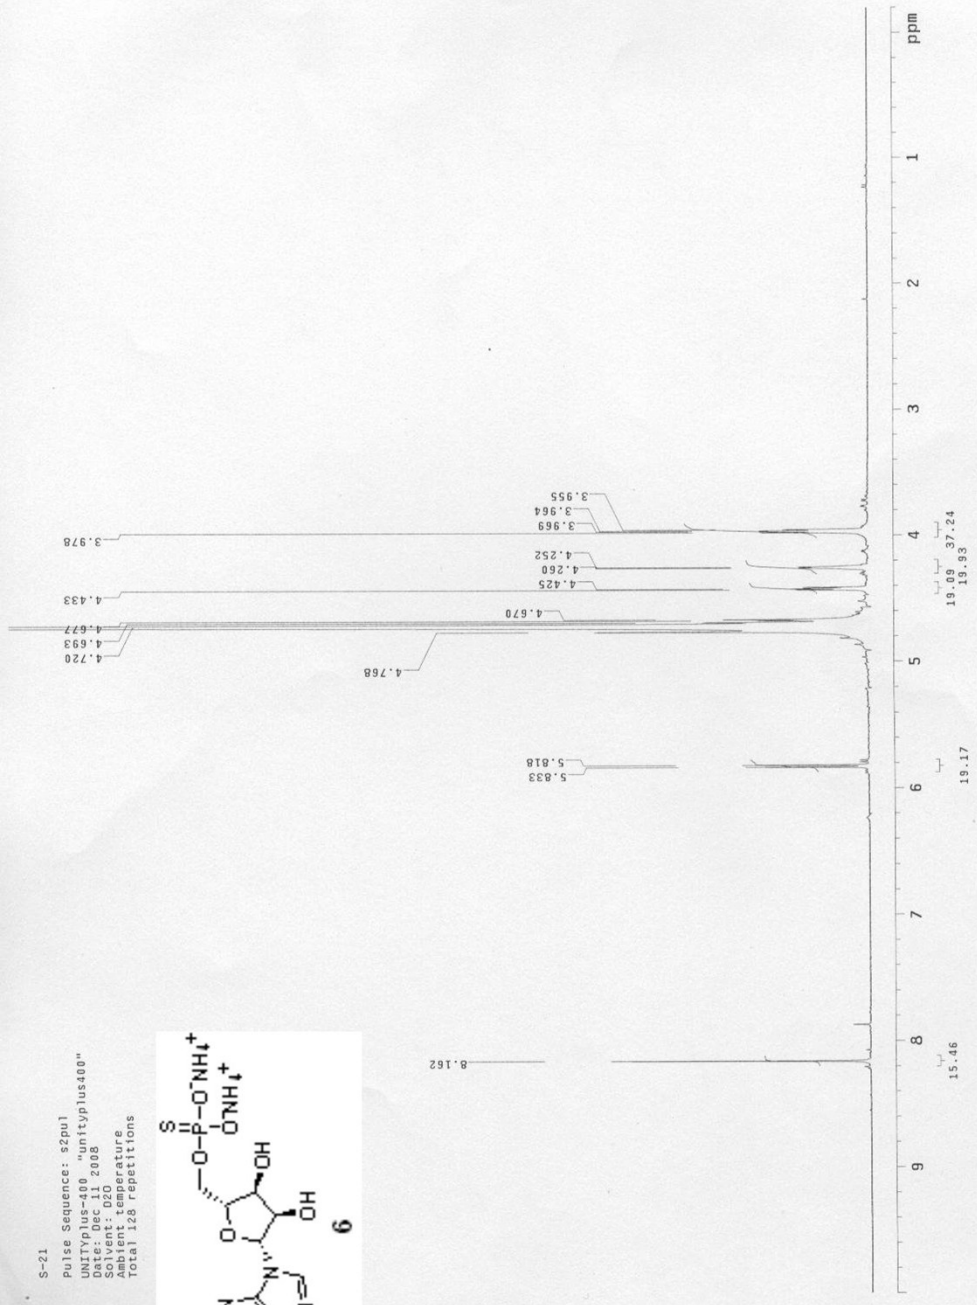 S-21
Pulse Sequence: s2pul
UNITYplus-400 "unityplus400"
Date: Dec 11 2008
Solvent: D2O
Ambient temperature
Total 128 repetitions
S
O P O⁻NH₄⁺
O⁻NH₄⁺
O
OH
OH
N
N
6
8.162
5.833
5.818
4.768
4.720
4.693
4.677
4.670
4.433
4.425
4.260
4.252
3.978
3.969
3.964
3.955
9 8 7 6 5 4 3 2 1 ppm
15.46
19.17
19.09 37.24
19.93